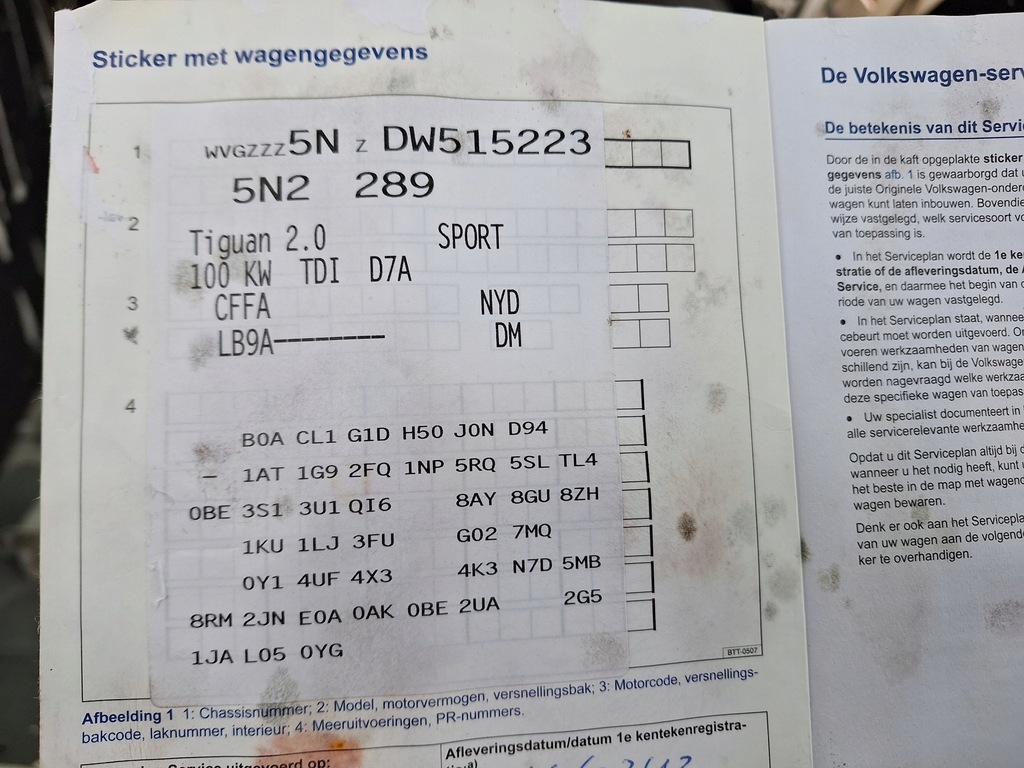 Sticker met wagengegevens
1 WVGZZZ5N Z DW515223
5N2 289
2 Tiguan 2.0 SPORT
100 KW TDI D7A
3 CFFA NYD
LB9A-------- DM
4
B0A CL1 G1D H50 J0N D94
– 1AT 1G9 2FQ 1NP 5RQ 5SL TL4
0BE 3S1 3U1 QI6 8AY 8GU 8ZH
1KU 1LJ 3FU G02 7MQ
0Y1 4UF 4X3 4K3 N7D 5MB
8RM 2JN E0A 0AK 0BE 2UA 2G5
1JA L05 0YG
BTT-0507
Afbeelding 1 1: Chassisnummer; 2: Model, motorvermogen, versnellingsbak; 3: Motorcode, versnellings-
bakcode, laknummer, interieur; 4: Meeruitvoeringen, PR-nummers.
Service uitgevoerd op:
Afleveringsdatum/datum 1e kentekenregistra-
De Volkswagen-serv
De betekenis van dit Servi
Door de in de kaft opgeplakte sticker
gegevens afb. 1 is gewaarborgd dat
de juiste Originele Volkswagen-onder
wagen kunt laten inbouwen. Bovendie
wijze vastgelegd, welk servicesoort v
van toepassing is.
• In het Serviceplan wordt de 1e ke
stratie of de afleveringsdatum, de
Service, en daarmee het begin van
riode van uw wagen vastgelegd.
• In het Serviceplan staat, wannee
cebeurt moet worden uitgevoerd.
voeren werkzaamheden van wagen
schillend zijn, kan bij de Volkswage
worden nagevraagd welke werkza
deze specifieke wagen van toepas
• Uw specialist documenteert in
alle servicerelevante werkzaamhe
Opdat u dit Serviceplan altijd bij
wanneer u het nodig heeft, kunt
het beste in de map met wageno
wagen bewaren.
Denk er ook aan het Servicepla
van uw wagen aan de volgende
ker te overhandigen.